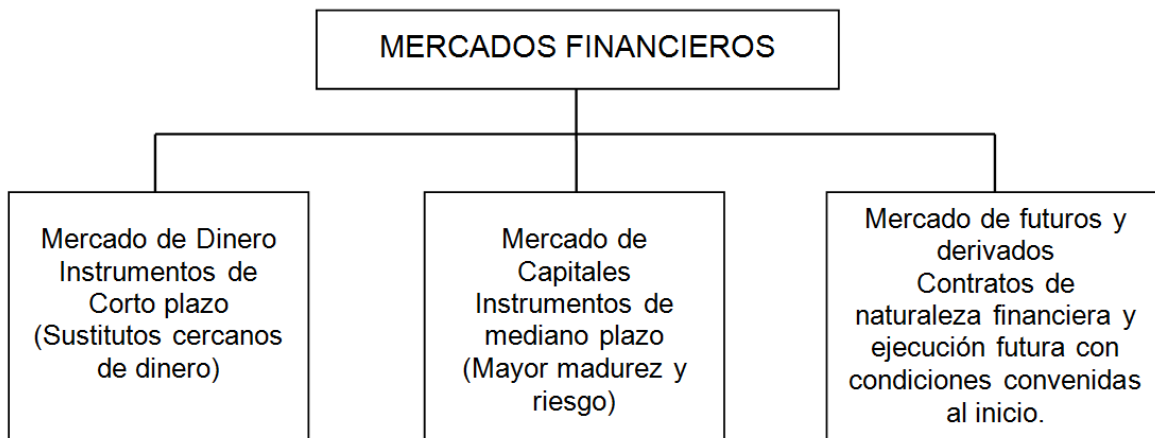 MERCADOS FINANCIEROS
Mercado de Dinero
Instrumentos de
Corto plazo
(Sustitutos cercanos
de dinero)
Mercado de
Capitales
Instrumentos de
mediano plazo
(Mayor madurez y
riesgo)
Mercado de futuros y
derivados
Contratos de
naturaleza financiera y
ejecución futura con
condiciones convenidas
al inicio.